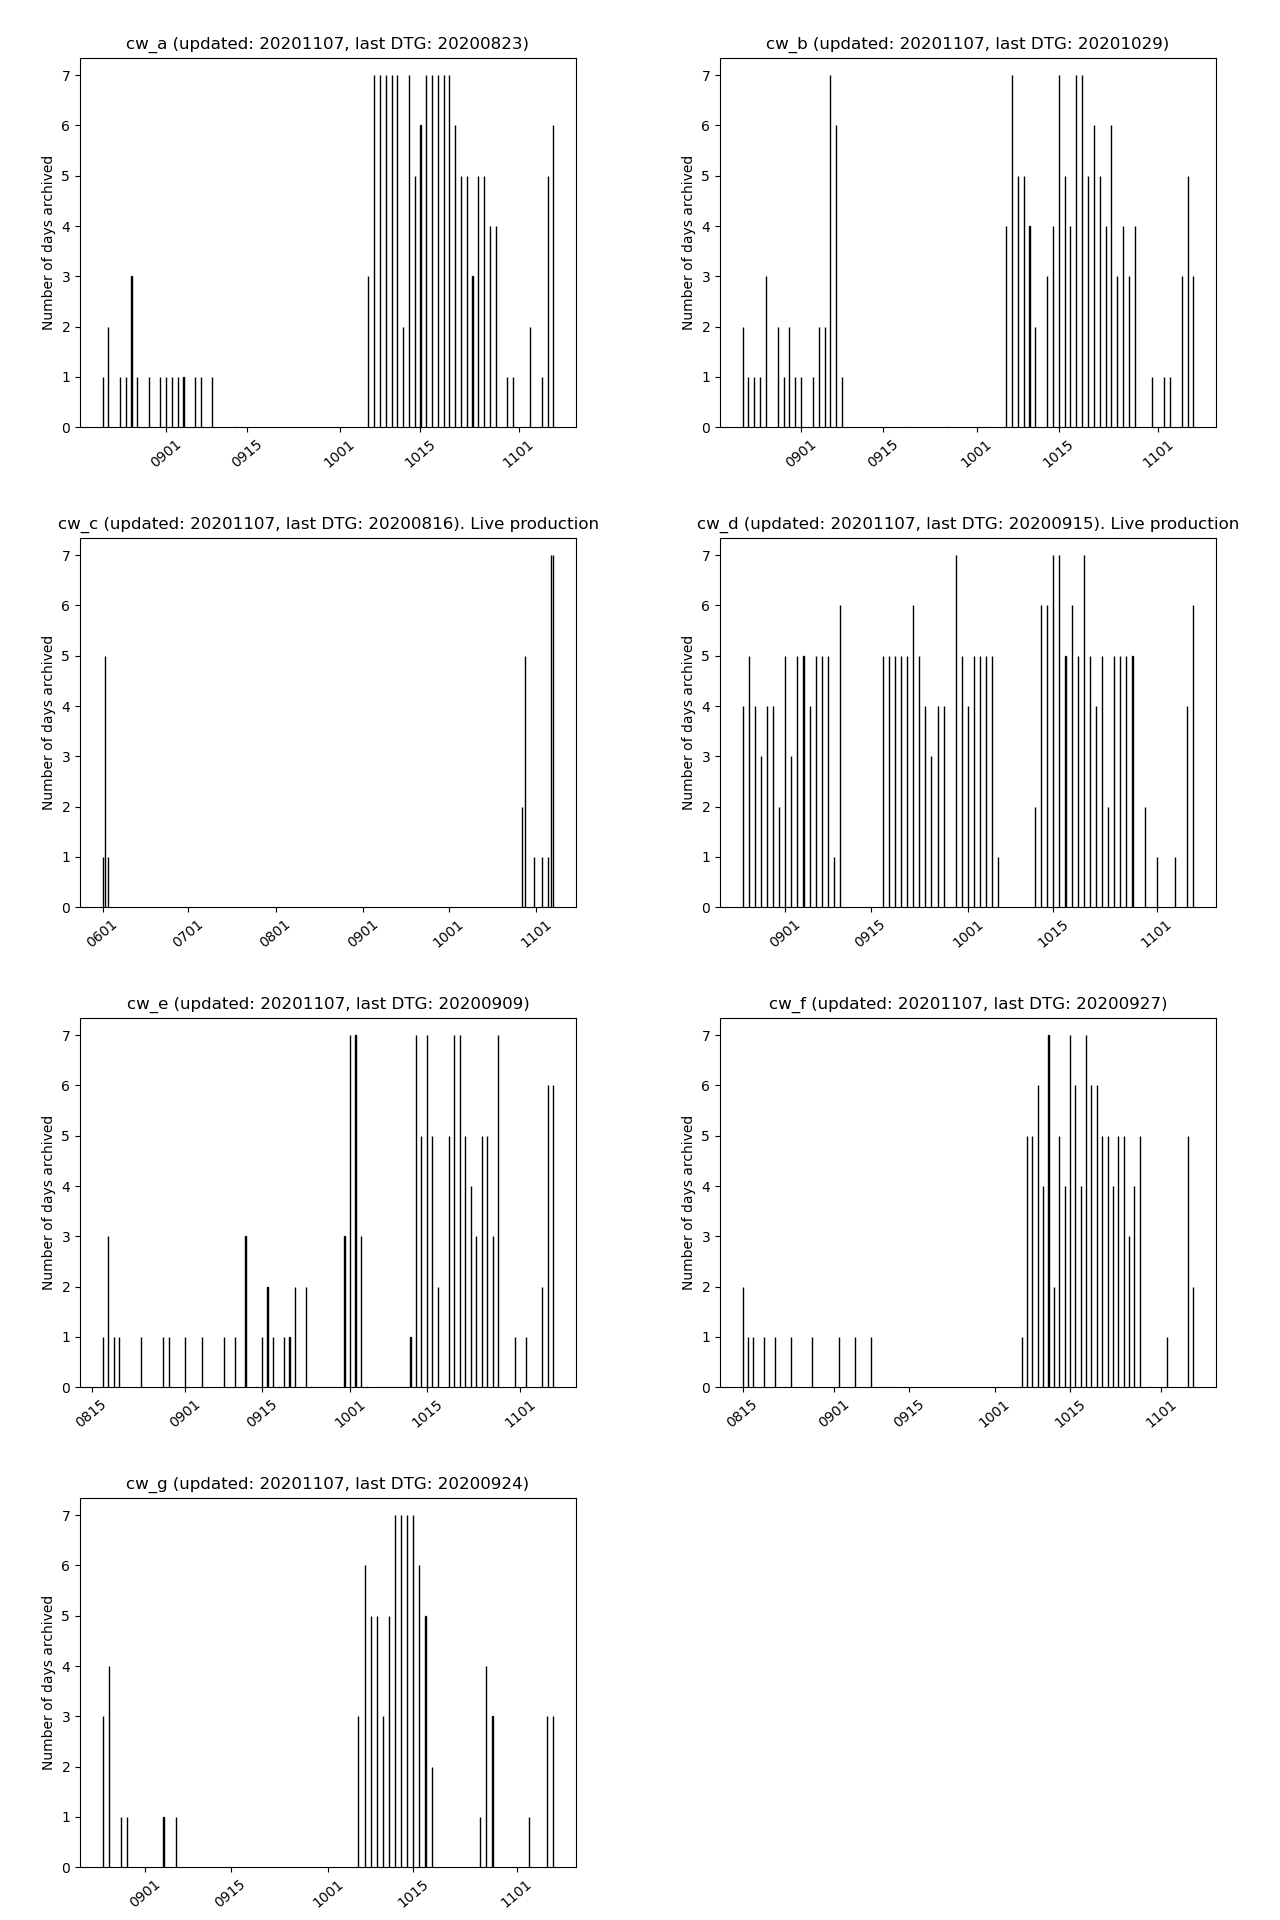 cw_a (updated: 20201107, last DTG: 20200823)
Number of days archived
7
6
5
4
3
2
1
0
0901 0915 1001 1015 1101
cw_b (updated: 20201107, last DTG: 20201029)
Number of days archived
7
6
5
4
3
2
1
0
0901 0915 1001 1015 1101
cw_c (updated: 20201107, last DTG: 20200816). Live production
Number of days archived
7
6
5
4
3
2
1
0
0601 0701 0801 0901 1001 1101
cw_d (updated: 20201107, last DTG: 20200915). Live production
Number of days archived
7
6
5
4
3
2
1
0
0901 0915 1001 1015 1101
cw_e (updated: 20201107, last DTG: 20200909)
Number of days archived
7
6
5
4
3
2
1
0
0815 0901 0915 1001 1015 1101
cw_f (updated: 20201107, last DTG: 20200927)
Number of days archived
7
6
5
4
3
2
1
0
0815 0901 0915 1001 1015 1101
cw_g (updated: 20201107, last DTG: 20200924)
Number of days archived
7
6
5
4
3
2
1
0
0901 0915 1001 1015 1101